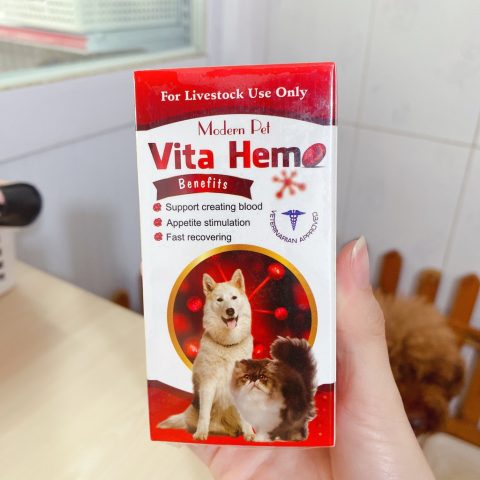 For Livestock Use Only
Modern Pet
Vita Hemo
Benefits
Support creating blood
Appetite stimulation
Fast recovering
VETERINARIAN APPROVED